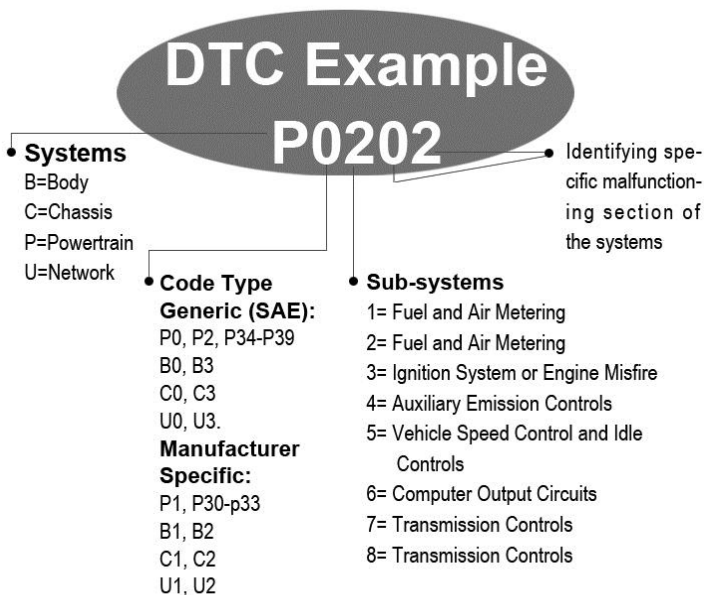 DTC Example
P0202
Systems
B=Body
C=Chassis
P=Powertrain
U=Network
Identifying spe-
cific malfunction-
ing section of
the systems
Code Type
Generic (SAE):
P0, P2, P34-P39
B0, B3
C0, C3
U0, U3.
Manufacturer
Specific:
P1, P30-p33
B1, B2
C1, C2
U1, U2
Sub-systems
1= Fuel and Air Metering
2= Fuel and Air Metering
3= Ignition System or Engine Misfire
4= Auxiliary Emission Controls
5= Vehicle Speed Control and Idle
Controls
6= Computer Output Circuits
7= Transmission Controls
8= Transmission Controls